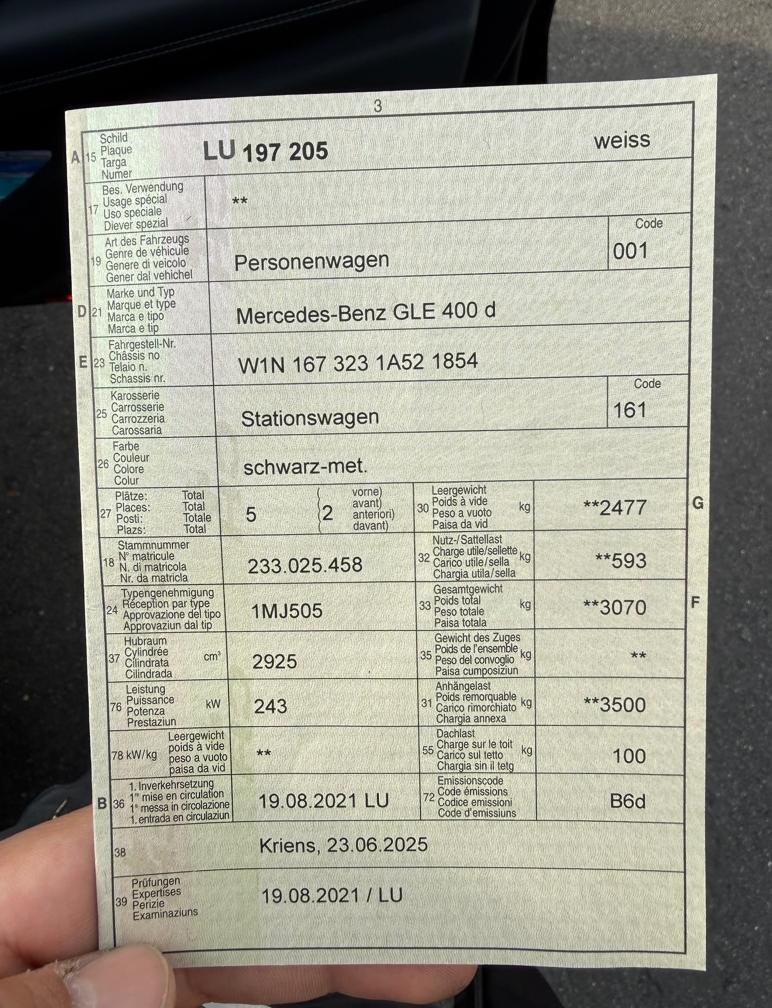 3
A 15 Schild
Plaque
Targa
Numer
LU 197 205 weiss
17 Bes. Verwendung
Usage spécial
Uso speciale
Diever spezial
**
19 Art des Fahrzeugs
Genre de véhicule
Genere di veicolo
Gener dal vehichel
Personenwagen
Code
001
D 21 Marke und Typ
Marque et type
Marca e tipo
Marca e tip
Mercedes-Benz GLE 400 d
E 23 Fahrgestell-Nr.
Châssis no
Telaio n.
Schassis nr.
W1N 167 323 1A52 1854
25 Karosserie
Carrosserie
Carrozzeria
Carossaria
Stationswagen
Code
161
26 Farbe
Couleur
Colore
Colur
schwarz-met.
27 Plätze: Total
Places: Total
Posti: Totale
Plazs: Total
5 (2 vorne)
avant)
anteriori)
davant)
30 Leergewicht
Poids à vide
Peso a vuoto
Paisa da vid
kg
**2477
G
18 Stammnummer
N° matricule
N. di matricola
Nr. da matricla
233.025.458
32 Nutz-/Sattellast
Charge utile/sellette
Carico utile/sella
Chargia utila/sella
kg
**593
24 Typengenehmigung
Réception par type
Approvazione del tipo
Approvaziun dal tip
1MJ505
33 Gesamtgewicht
Poids total
Peso totale
Paisa totala
kg
**3070
F
37 Hubraum
Cylindrée
Cilindrata
Cilindrada
cm³
2925
35 Gewicht des Zuges
Poids de l'ensemble
Peso del convoglio
Paisa cumposiziun
kg
**
76 Leistung
Puissance
Potenza
Prestaziun
kW
243
31 Anhängelast
Poids remorquable
Carico rimorchiato
Chargia annexa
kg
**3500
78 kW/kg Leergewicht
poids à vide
peso a vuoto
paisa da vid
**
55 Dachlast
Charge sur le toit
Carico sul tetto
Chargia sin il tetg
kg
100
B 36 1. Inverkehrsetzung
1re mise en circulation
1a messa in circolazione
1. entrada en circulaziun
19.08.2021 LU
72 Emissionscode
Code émissions
Codice emissioni
Code d'emissiuns
B6d
38 Kriens, 23.06.2025
39 Prüfungen
Expertises
Perizie
Examinaziuns
19.08.2021 / LU